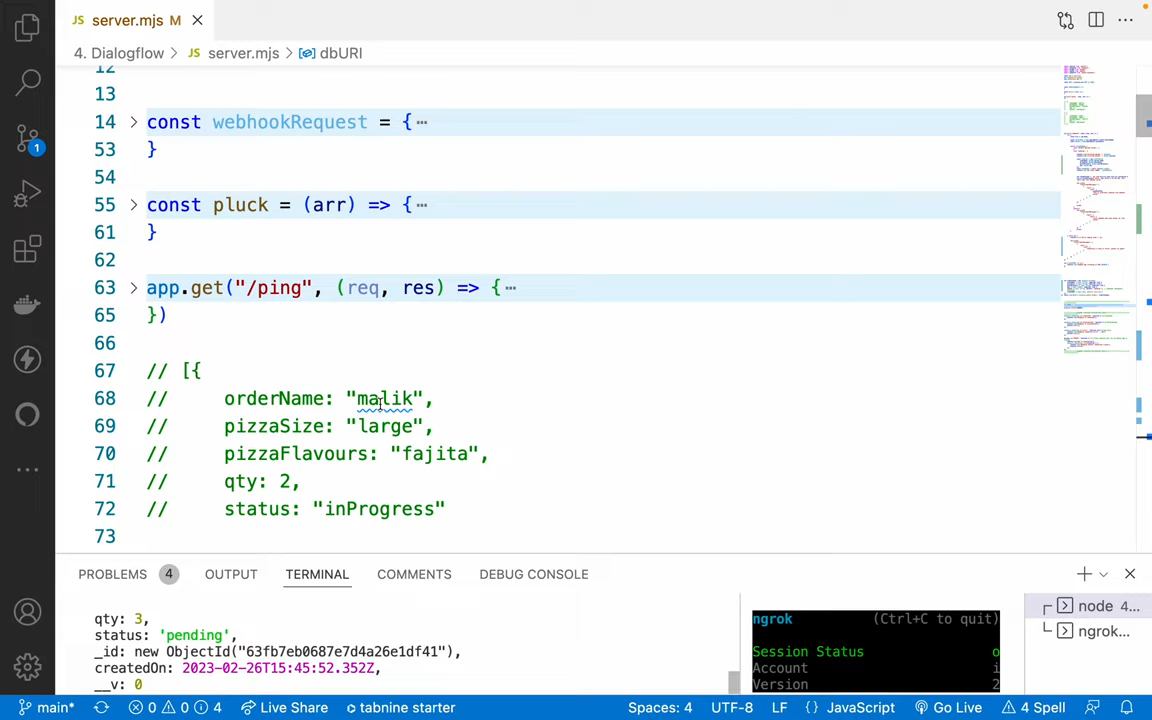 JS server.mjs M
4. Dialogflow > JS server.mjs > dbURI
12
13
14 > const webhookRequest = { ⋯
53 }
54
55 > const pluck = (arr) => { ⋯
61 }
62
63 > app.get("/ping", (req, res) => { ⋯
65 })
66
67 // [{
68 // orderName: "malik",
69 // pizzaSize: "large",
70 // pizzaFlavours: "fajita",
71 // qty: 2,
72 // status: "inProgress"
73
1
PROBLEMS 4 OUTPUT TERMINAL COMMENTS DEBUG CONSOLE
qty: 3,
status: 'pending',
_id: new ObjectId("63fb7eb0687e7d4a26e1df41"),
createdOn: 2023-02-26T15:45:52.352Z,
__v: 0
ngrok (Ctrl+C to quit)
Session Status o
Account i
Version 2
node 4...
ngrok...
main* 0 0 4 Live Share tabnine starter Spaces: 4 UTF-8 LF {} JavaScript Go Live 4 Spell